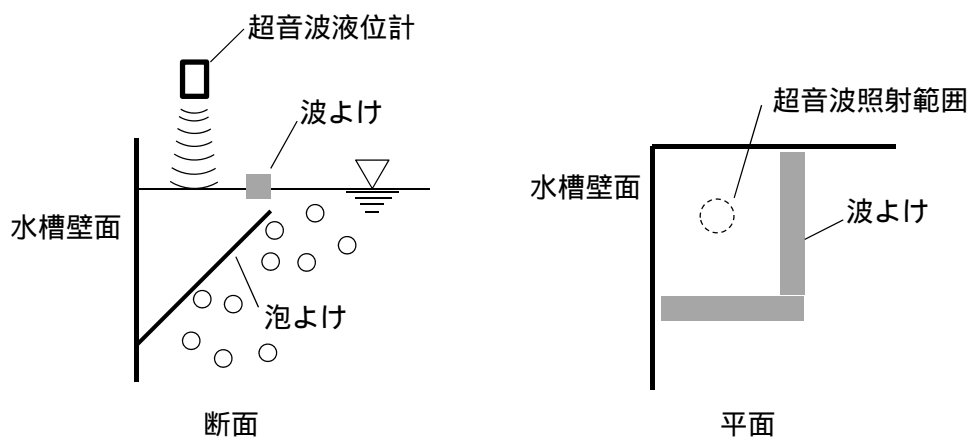 超音波液位計
波よけ
水槽壁面
泡よけ
断面
超音波照射範囲
水槽壁面
波よけ
平面